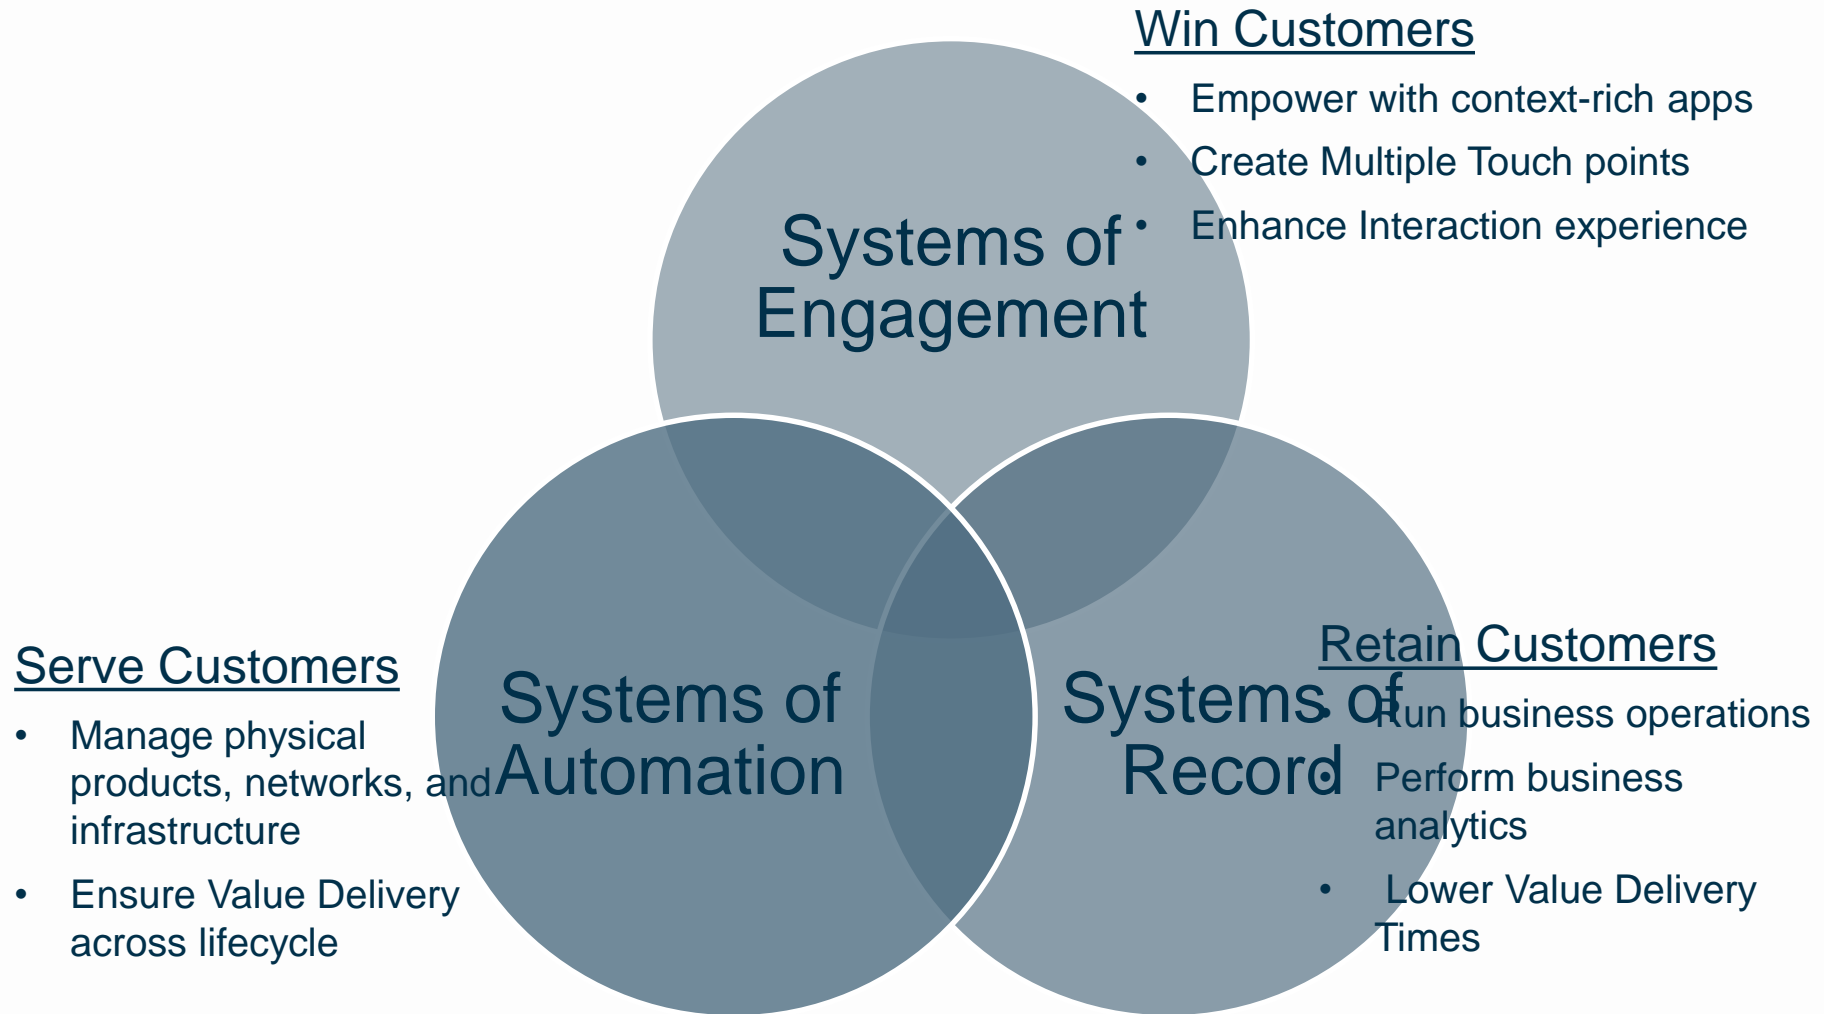 Win Customers
• Empower with context-rich apps
• Create Multiple Touch points
• Enhance Interaction experience
Systems of
Engagement
Serve Customers
• Manage physical
products, networks, and
infrastructure
• Ensure Value Delivery
across lifecycle
Systems of
Automation
Systems of
Record
Retain Customers
• Run business operations
• Perform business
analytics
• Lower Value Delivery
Times